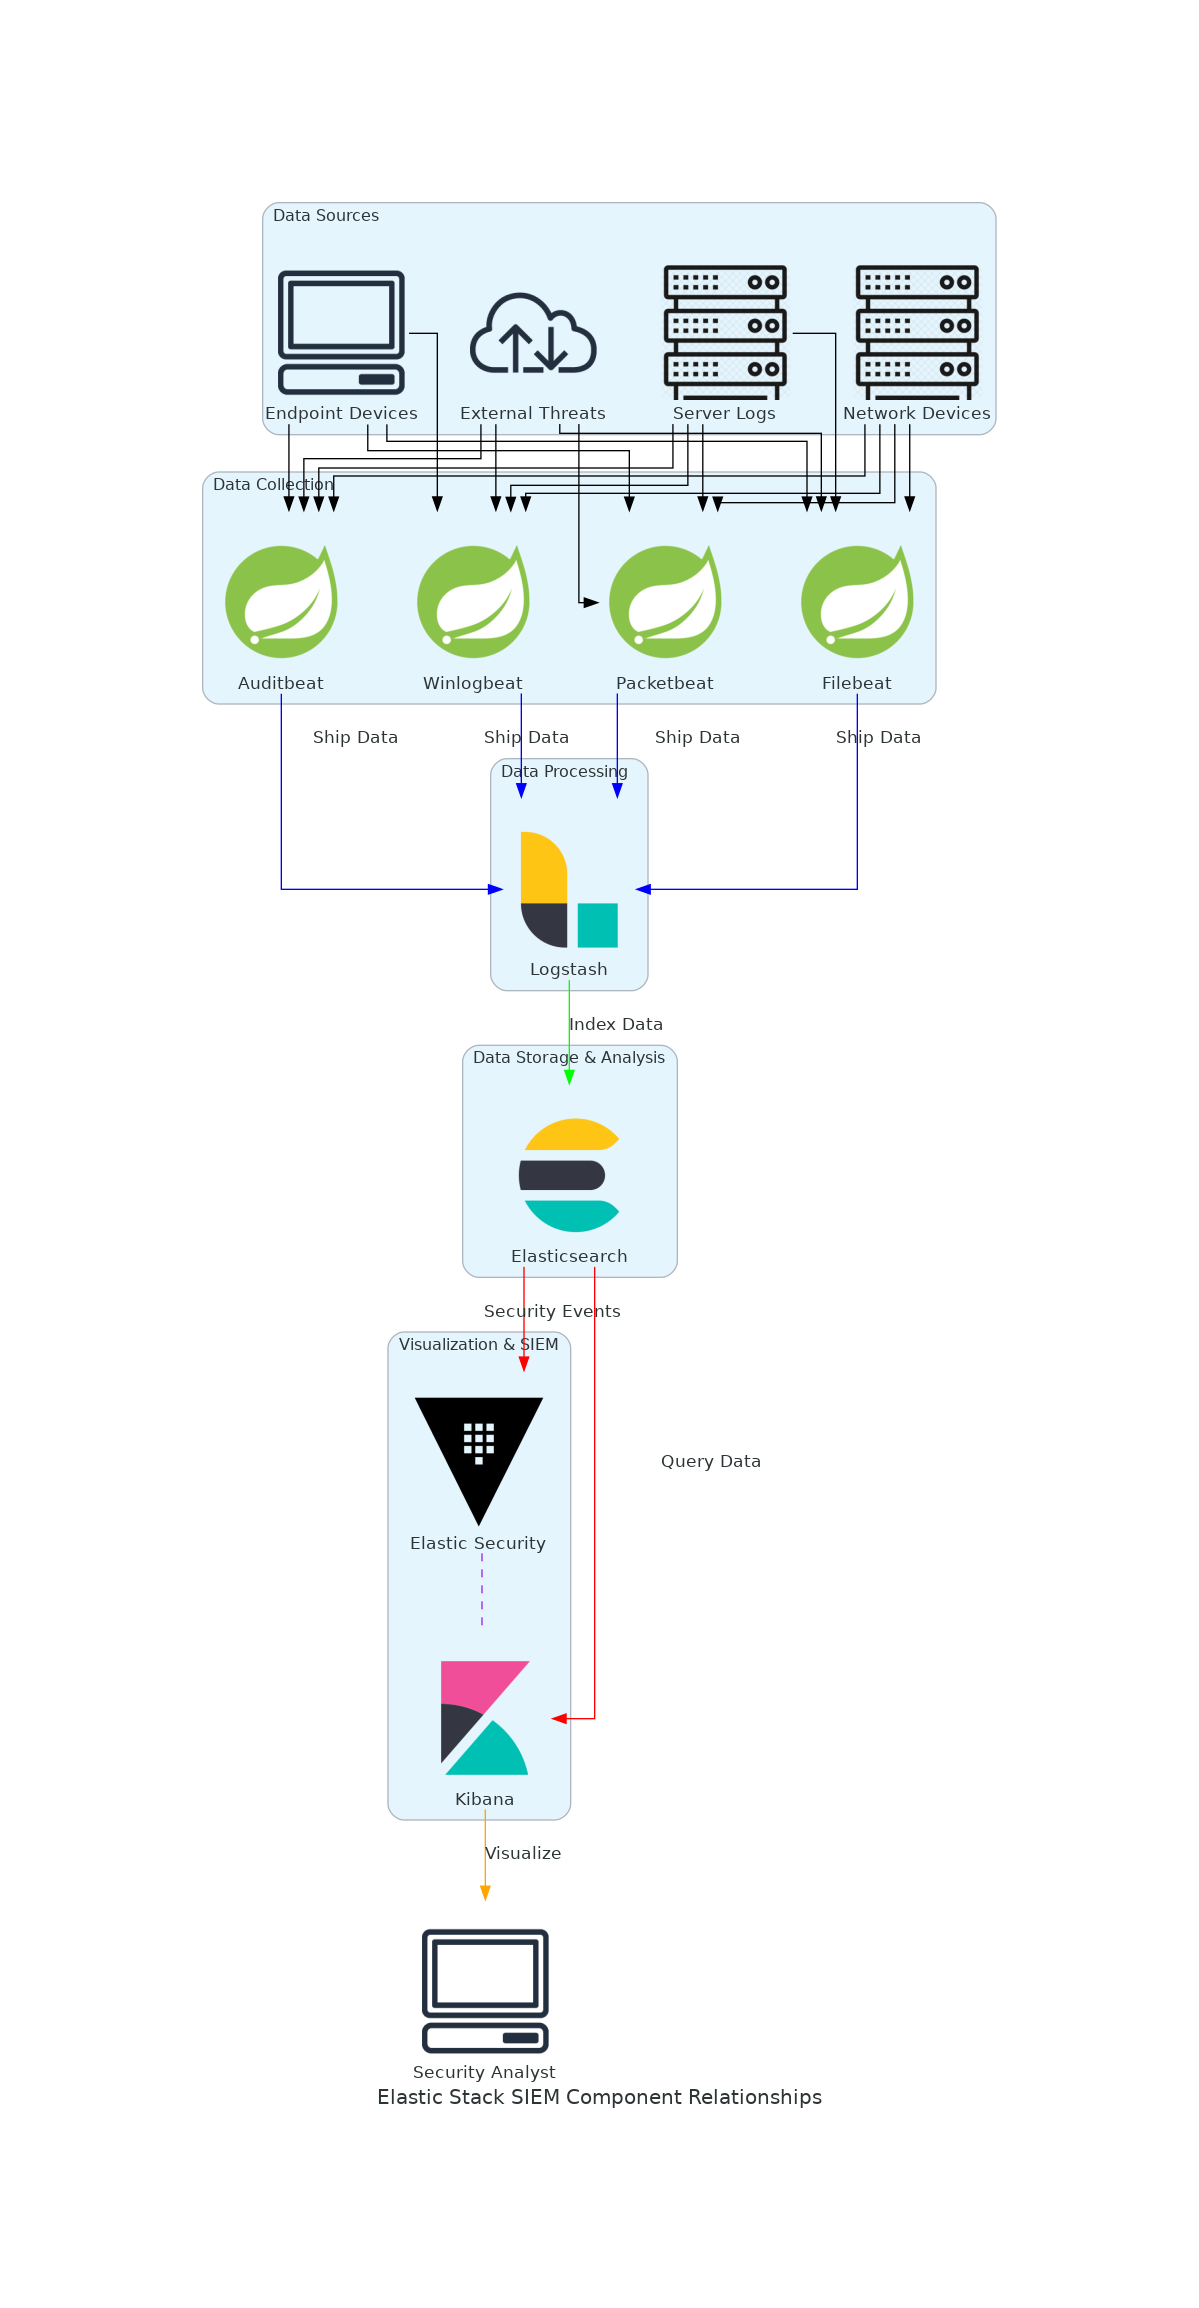 Data Sources
Endpoint Devices
External Threats
Server Logs
Network Devices
Data Collection
Auditbeat
Winlogbeat
Packetbeat
Filebeat
Ship Data
Ship Data
Ship Data
Ship Data
Data Processing
Logstash
Index Data
Data Storage & Analysis
Elasticsearch
Security Events
Visualization & SIEM
Query Data
Elastic Security
Kibana
Visualize
Security Analyst
Elastic Stack SIEM Component Relationships